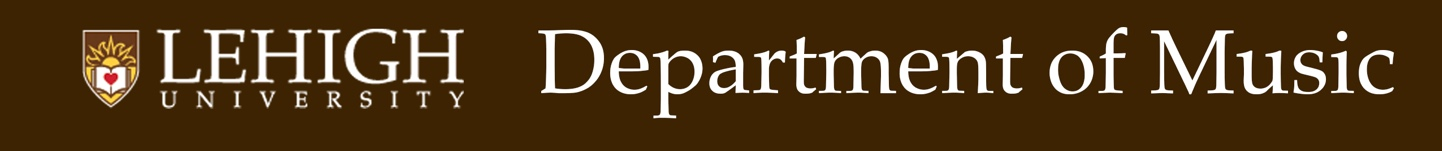 LEHIGH
UNIVERSITY
Department of Music